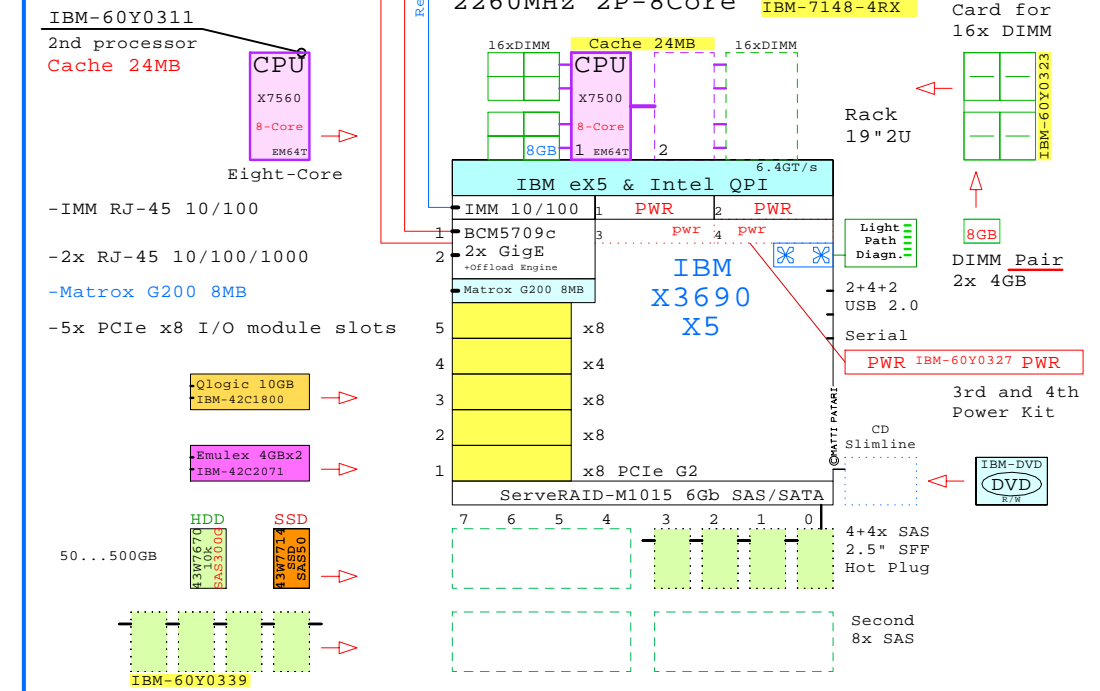 IBM-60Y0311
2nd processor
Cache 24MB
CPU
X7560
8-Core
EM64T
Eight-Core
2260MHz 2P-8Core
IBM-7148-4RX
16xDIMM
Cache 24MB
16xDIMM
CPU
X7500
8-Core
8GB
1
EM64T
2
6.4GT/s
Card for
16x DIMM
IBM-60Y0323
Rack
19"2U
8GB
DIMM Pair
2x 4GB
IBM eX5 & Intel QPI
-IMM RJ-45 10/100
IMM 10/100
1
PWR
2
PWR
1
BCM5709c
3
pwr
4
pwr
2
2x GigE
+Offload Engine
-2x RJ-45 10/100/1000
Light
Path
Diagn.
IBM
X3690
X5
-Matrox G200 8MB
Matrox G200 8MB
2+4+2
USB 2.0
-5x PCIe x8 I/O module slots
5
x8
Serial
4
x4
PWR IBM-60Y0327 PWR
3rd and 4th
Power Kit
Qlogic 10GB
IBM-42C1800
3
x8
©MATTI PATARI
2
x8
CD
Slimline
Emulex 4GBx2
IBM-42C2071
1
x8 PCIe G2
IBM-DVD
DVD
R/W
ServeRAID-M1015 6Gb SAS/SATA
7
6
5
4
3
2
1
0
HDD
SSD
50...500GB
43W7670
10k
SAS300G
43W7714
SSD
SAS50
4+4x SAS
2.5" SFF
Hot Plug
Second
8x SAS
IBM-60Y0339